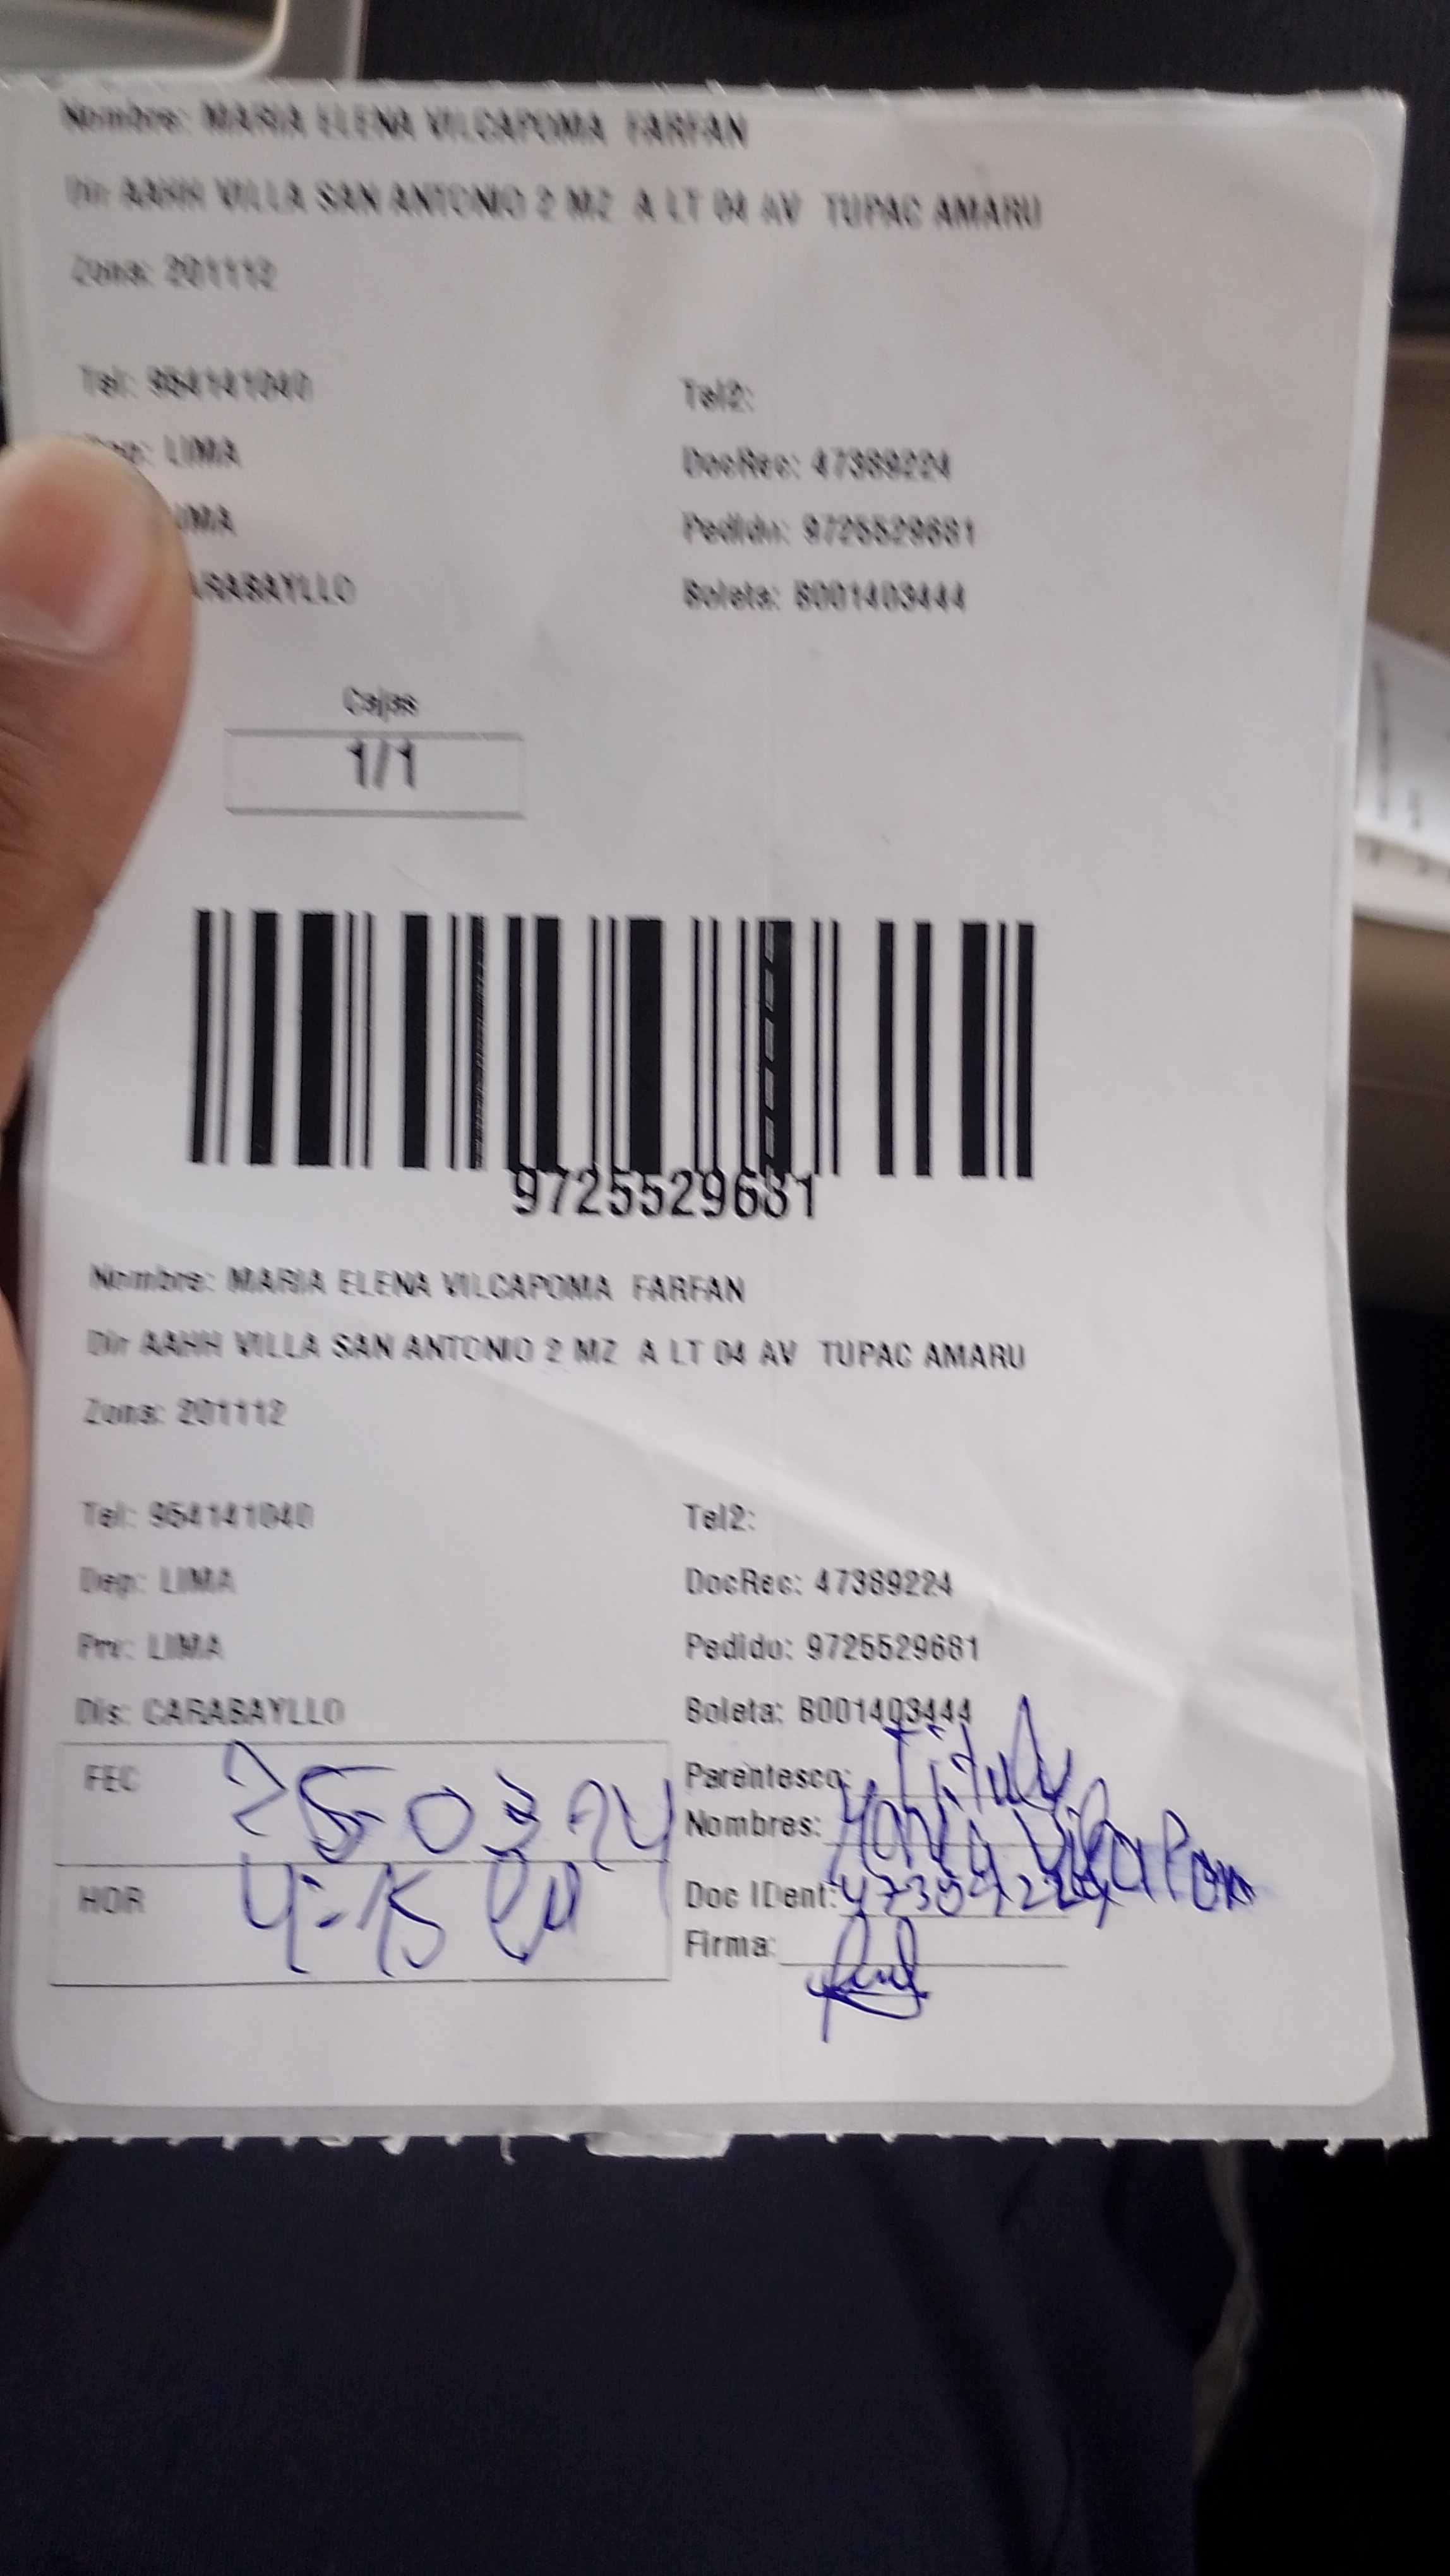 Nombre: MARIA ELENA VILCAPOMA FARFAN
Dir AAHH VILLA SAN ANTONIO 2 MZ A LT 04 AV TUPAC AMARU
Zona: 201112
Tel: 954141040 Tel2:
LIMA DocRec: 47389224
Pedido: 9725529681
Boleta: B001403444
Cajas
1/1
9725529681
Nombre: MARIA ELENA VILCAPOMA FARFAN
Dir AAHH VILLA SAN ANTONIO 2 MZ A LT 04 AV TUPAC AMARU
Zona: 201112
Tel: 954141040 Tel2:
Dep: LIMA DocRec: 47389224
Prv: LIMA Pedido: 9725529681
Dis: CARABAYLLO Boleta: B001403444
FEC Parentesco:
Nombres: Maria Vilcapoma
HOR 4:15 Doc IDent:
Firma: